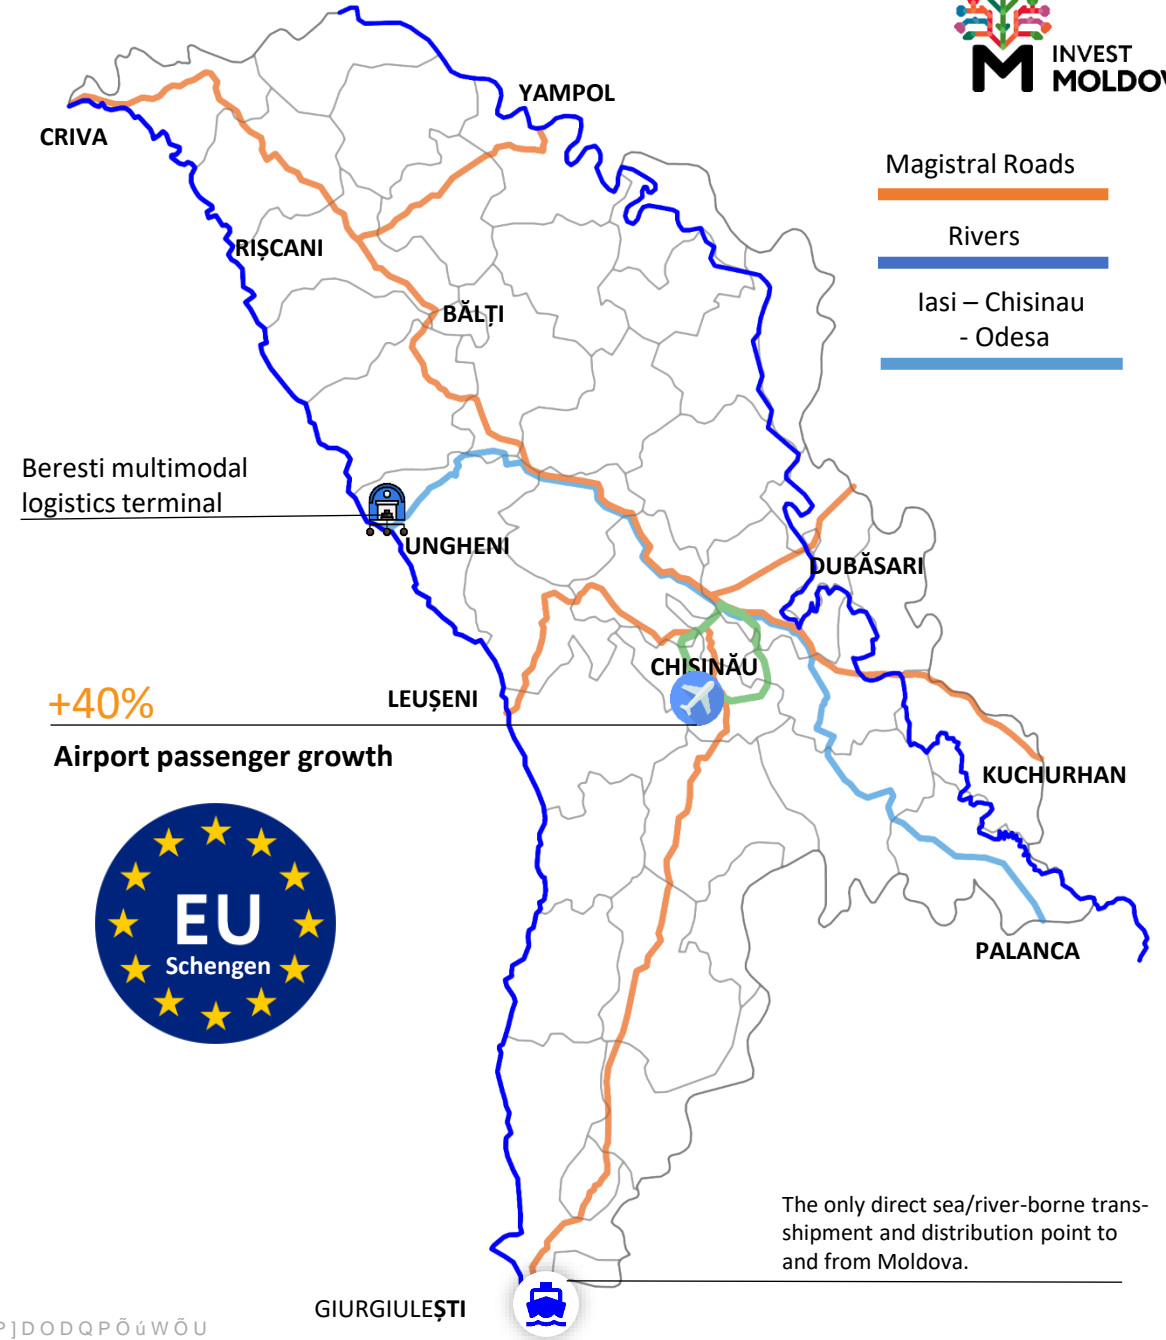 INVEST
MOLDOV
YAMPOL
CRIVA
Magistral Roads
Rivers
RIȘCANI
Iasi – Chisinau
- Odesa
BĂLȚI
Beresti multimodal
logistics terminal
UNGHENI
DUBĂSARI
CHIȘINĂU
LEUȘENI
+40%
Airport passenger growth
KUCHURHAN
EU
Schengen
PALANCA
The only direct sea/river-borne trans-
shipment and distribution point to
and from Moldova.
GIURGIULEȘTI
P]DODQPÕúWÕU